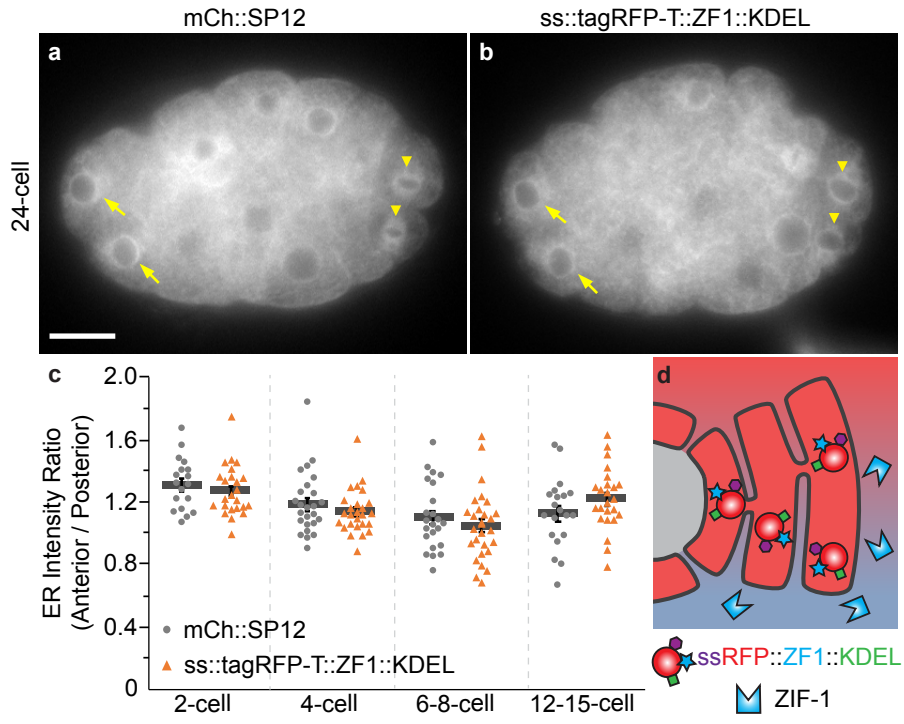 mCh::SP12
ss::tagRFP-T::ZF1::KDEL
a
b
24-cell
c
d
ER Intensity Ratio
(Anterior / Posterior)
2.0
1.6
1.2
0.8
0.4
0
mCh::SP12
ss::tagRFP-T::ZF1::KDEL
2-cell
4-cell
6-8-cell
12-15-cell
ssRFP::ZF1::KDEL
ZIF-1